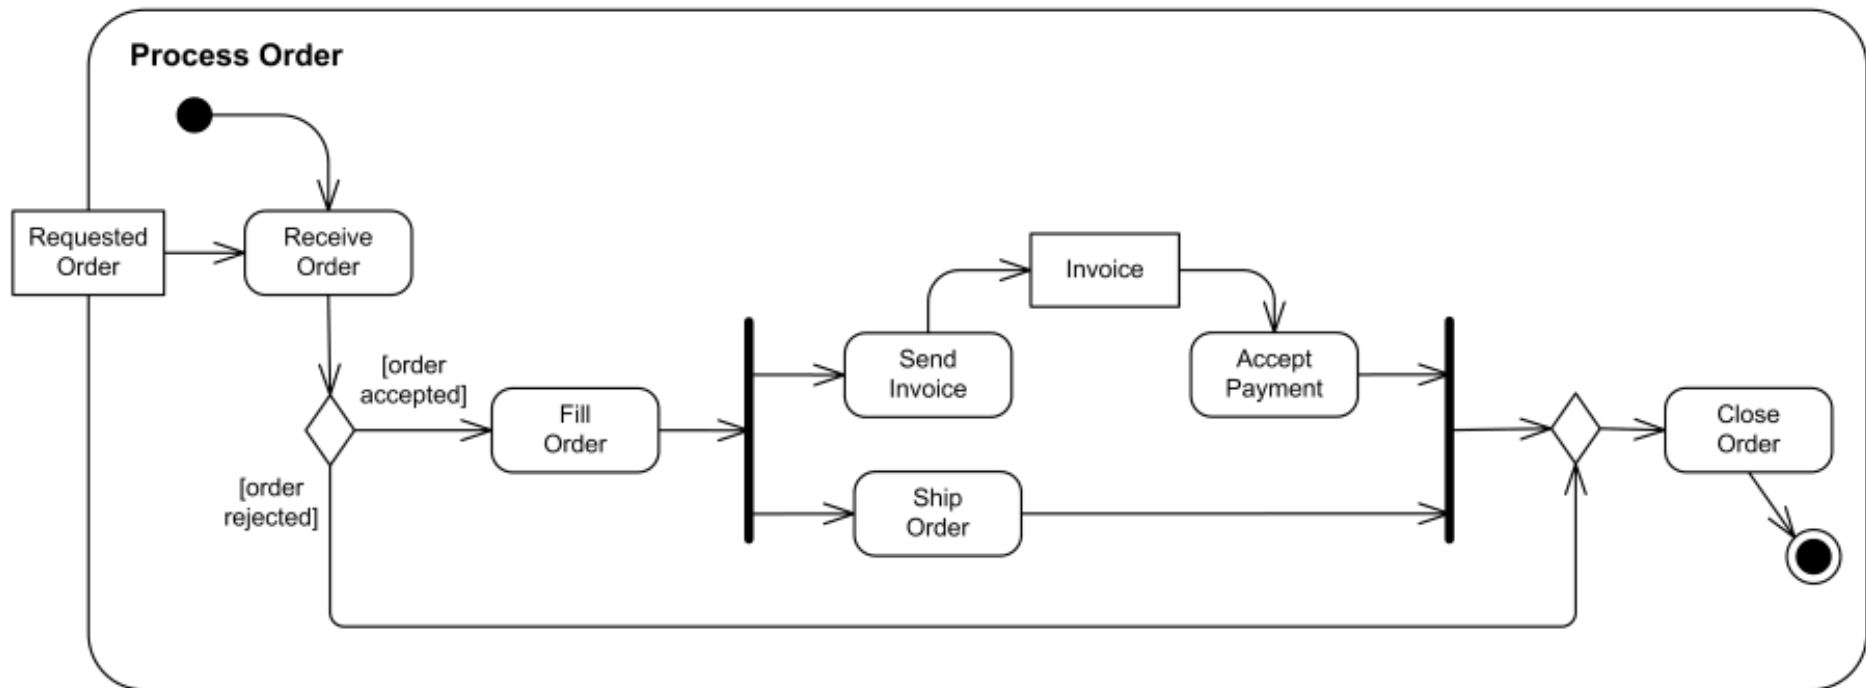 Process Order
Requested
Order
Receive
Order
[order
accepted]
[order
rejected]
Fill
Order
Send
Invoice
Invoice
Accept
Payment
Ship
Order
Close
Order